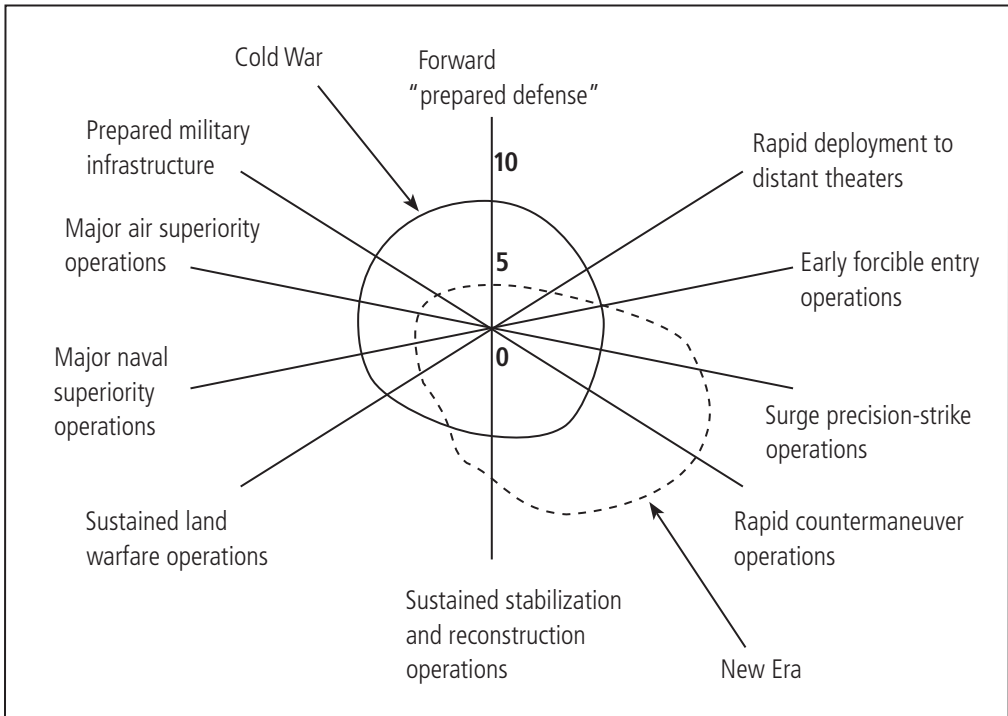 Cold War
Forward
“prepared defense”
Prepared military
infrastructure
10
Rapid deployment to
distant theaters
Major air superiority
operations
5
Early forcible entry
operations
0
Major naval
superiority
operations
Surge precision-strike
operations
Sustained land
warfare operations
Rapid countermaneuver
operations
Sustained stabilization
and reconstruction
operations
New Era